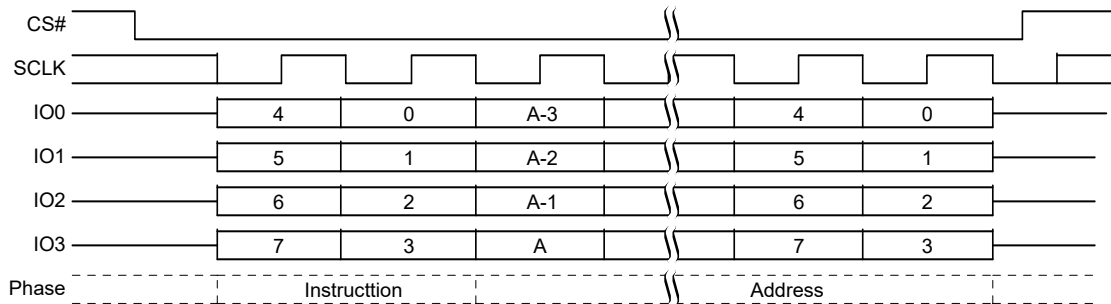 CS#
SCLK
IO0 4 0 A-3 4 0
IO1 5 1 A-2 5 1
IO2 6 2 A-1 6 2
IO3 7 3 A 7 3
Phase Instructtion Address